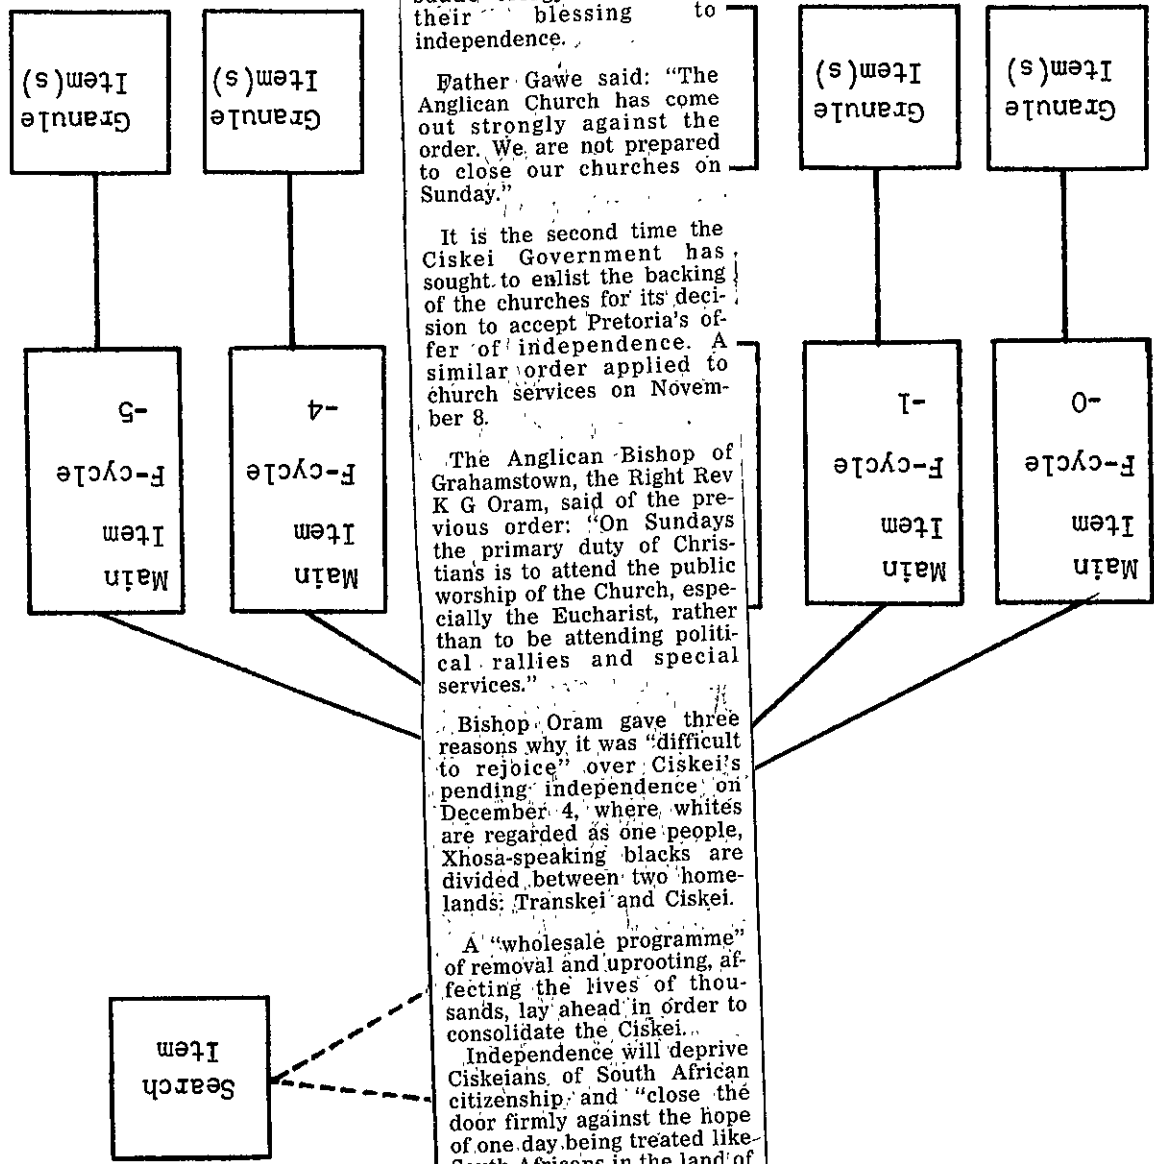 their blessing to
independence.
Father Gawe said: "The
Anglican Church has come
out strongly against the
order. We are not prepared
to close our churches on
Sunday."
It is the second time the
Ciskei Government has
sought to enlist the backing
of the churches for its deci-
sion to accept Pretoria's of-
fer of independence. A
similar order applied to
church services on Novem-
ber 8.
The Anglican Bishop of
Grahamstown, the Right Rev
K G Oram, said of the pre-
vious order: "On Sundays
the primary duty of Chris-
tians is to attend the public
worship of the Church, espe-
cially the Eucharist, rather
than to be attending politi-
cal rallies and special
services."
Bishop Oram gave three
reasons why it was "difficult
to rejoice" over Ciskei's
pending independence on
December 4, where whites
are regarded as one people,
Xhosa-speaking blacks are
divided between two home-
lands: Transkei and Ciskei.
A "wholesale programme"
of removal and uprooting, af-
fecting the lives of thou-
sands, lay ahead in order to
consolidate the Ciskei.
Independence will deprive
Ciskeians of South African
citizenship and "close the
door firmly against the hope
of one day being treated like
South Africans in the land of
Search
Item
Main
Item
F-cycle
-0
Main
Item
F-cycle
-1
Main
Item
F-cycle
-4
Main
Item
F-cycle
-5
Granule
Item(s)
Granule
Item(s)
Granule
Item(s)
Granule
Item(s)